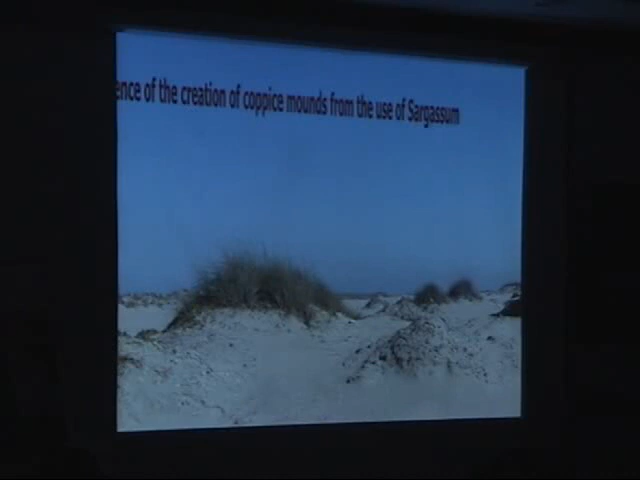 ence of the creation of coppice mounds from the use of Sargassum